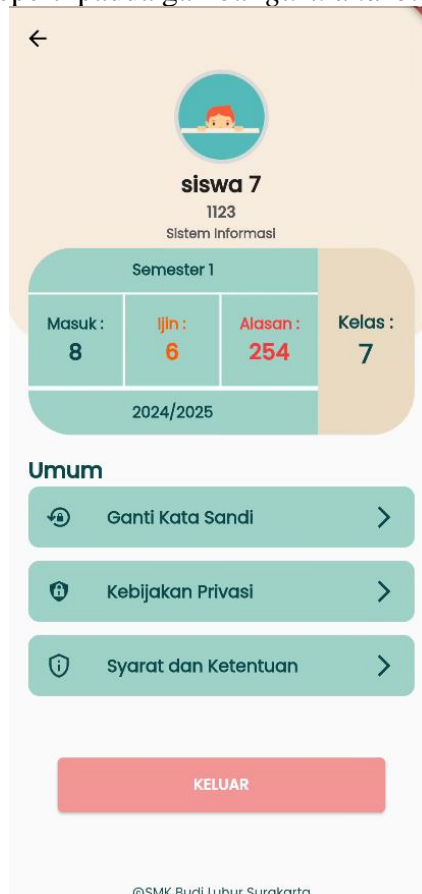 siswa 7
1123
Sistem Informasi
Semester 1
Masuk :
8
Ijin :
6
Alasan :
254
Kelas :
7
2024/2025
Umum
Ganti Kata Sandi
Kebijakan Privasi
Syarat dan Ketentuan
KELUAR
@SMK Budi Luhur Surakarta